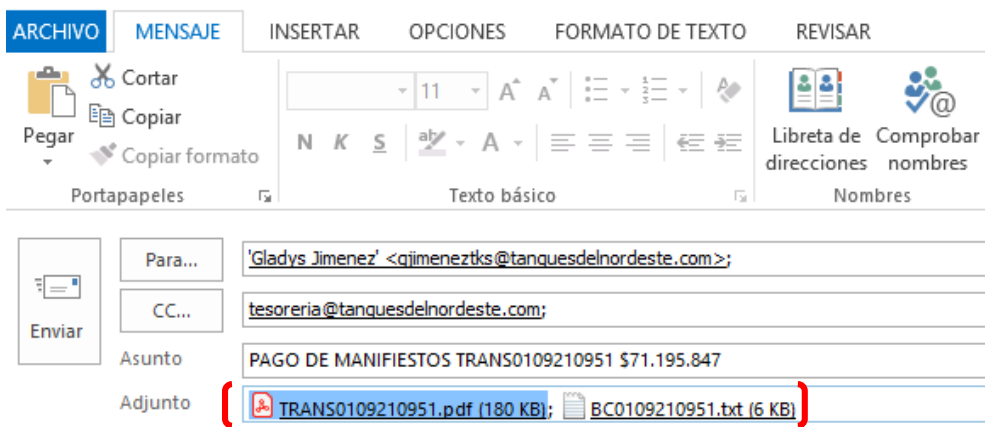 ARCHIVO MENSAJE INSERTAR OPCIONES FORMATO DE TEXTO REVISAR
Pegar
Cortar
Copiar
Copiar formato
Portapapeles
11
N K S
Texto básico
Libreta de direcciones
Comprobar nombres
Nombres
Enviar
Para... 'Gladys Jimenez' <gjimeneztks@tanquesdelnordeste.com>;
CC... tesoreria@tanquesdelnordeste.com;
Asunto PAGO DE MANIFIESTOS TRANS0109210951 $71.195.847
Adjunto TRANS0109210951.pdf (180 KB); BC0109210951.txt (6 KB)